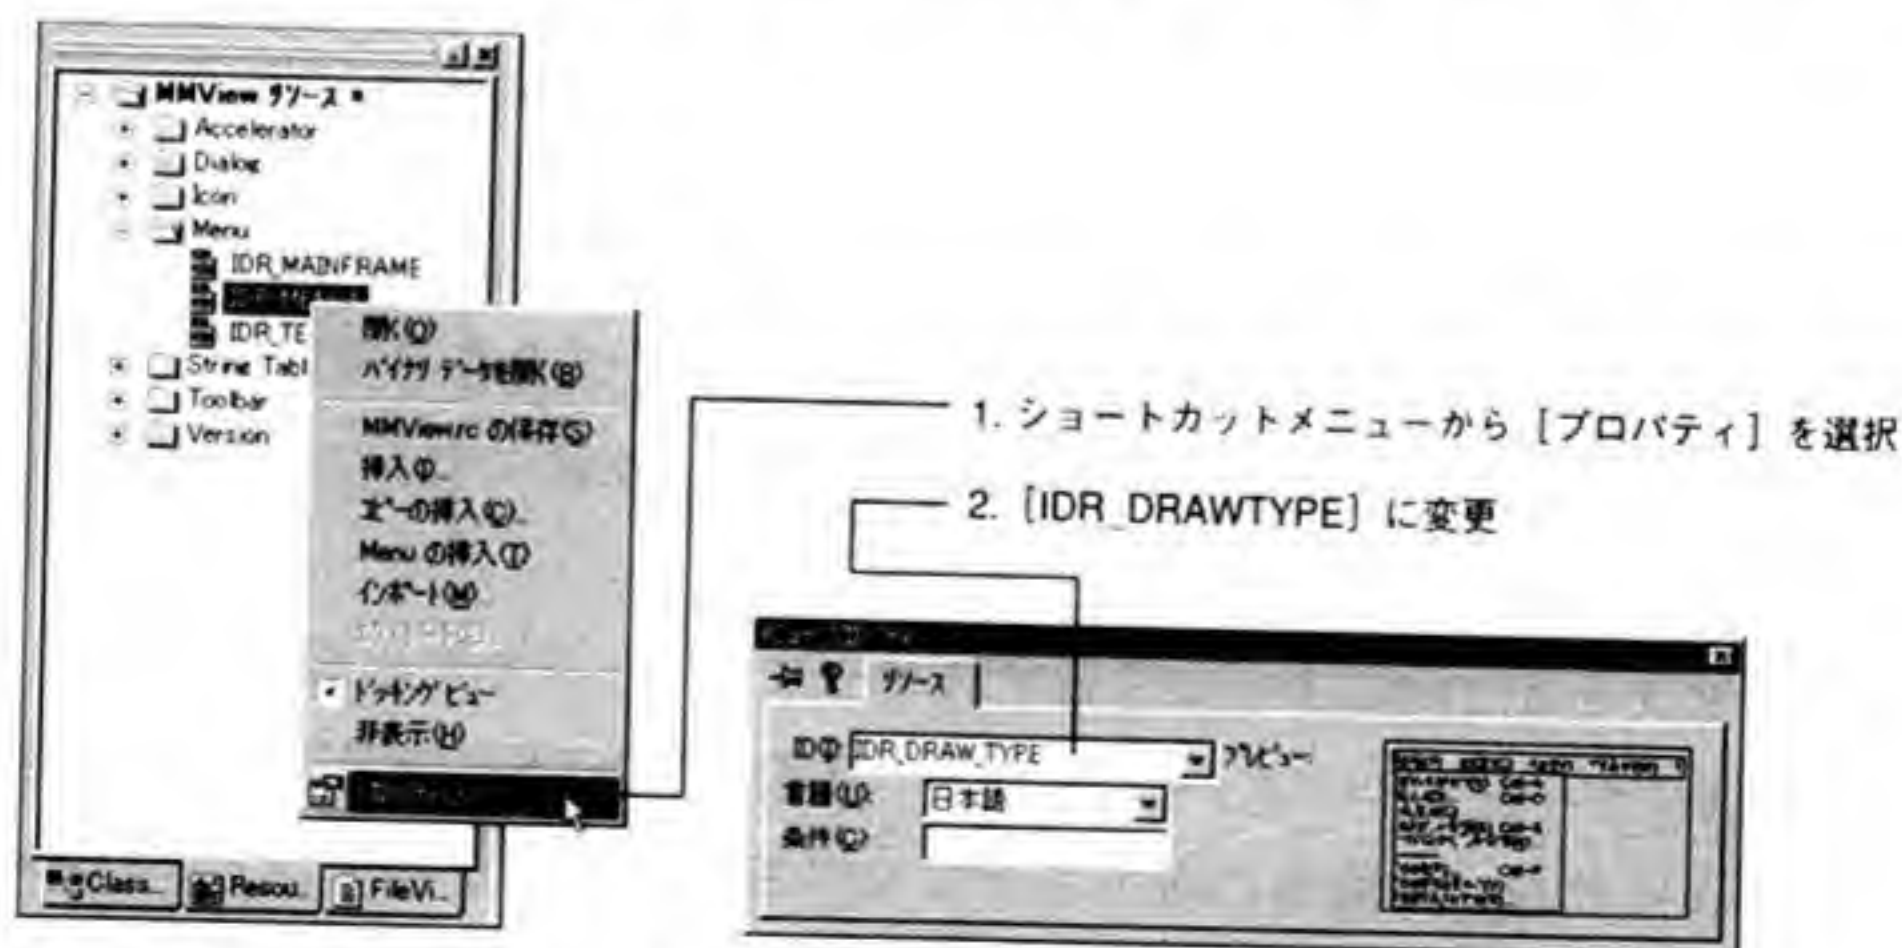 MMView リソース *
Accelerator
Dialog
Icon
Menu
IDR_MAINFRAME
IDR_TE
String Tabl
Toolbar
Version
開く(O)
バイナリ データを開く(B)
MMView.rc の保存(S)
挿入(I)...
コピーの挿入(C)...
Menu の挿入(T)
インポート(M)...
ドッキング ビュー
非表示(H)
Class...
Resou...
FileVi...
1. ショートカットメニューから［プロパティ］を選択
2.［IDR_DRAWTYPE］に変更
リソース
ID(I): IDR_DRAW_TYPE
プレビュー:
言語(L): 日本語
条件(C):